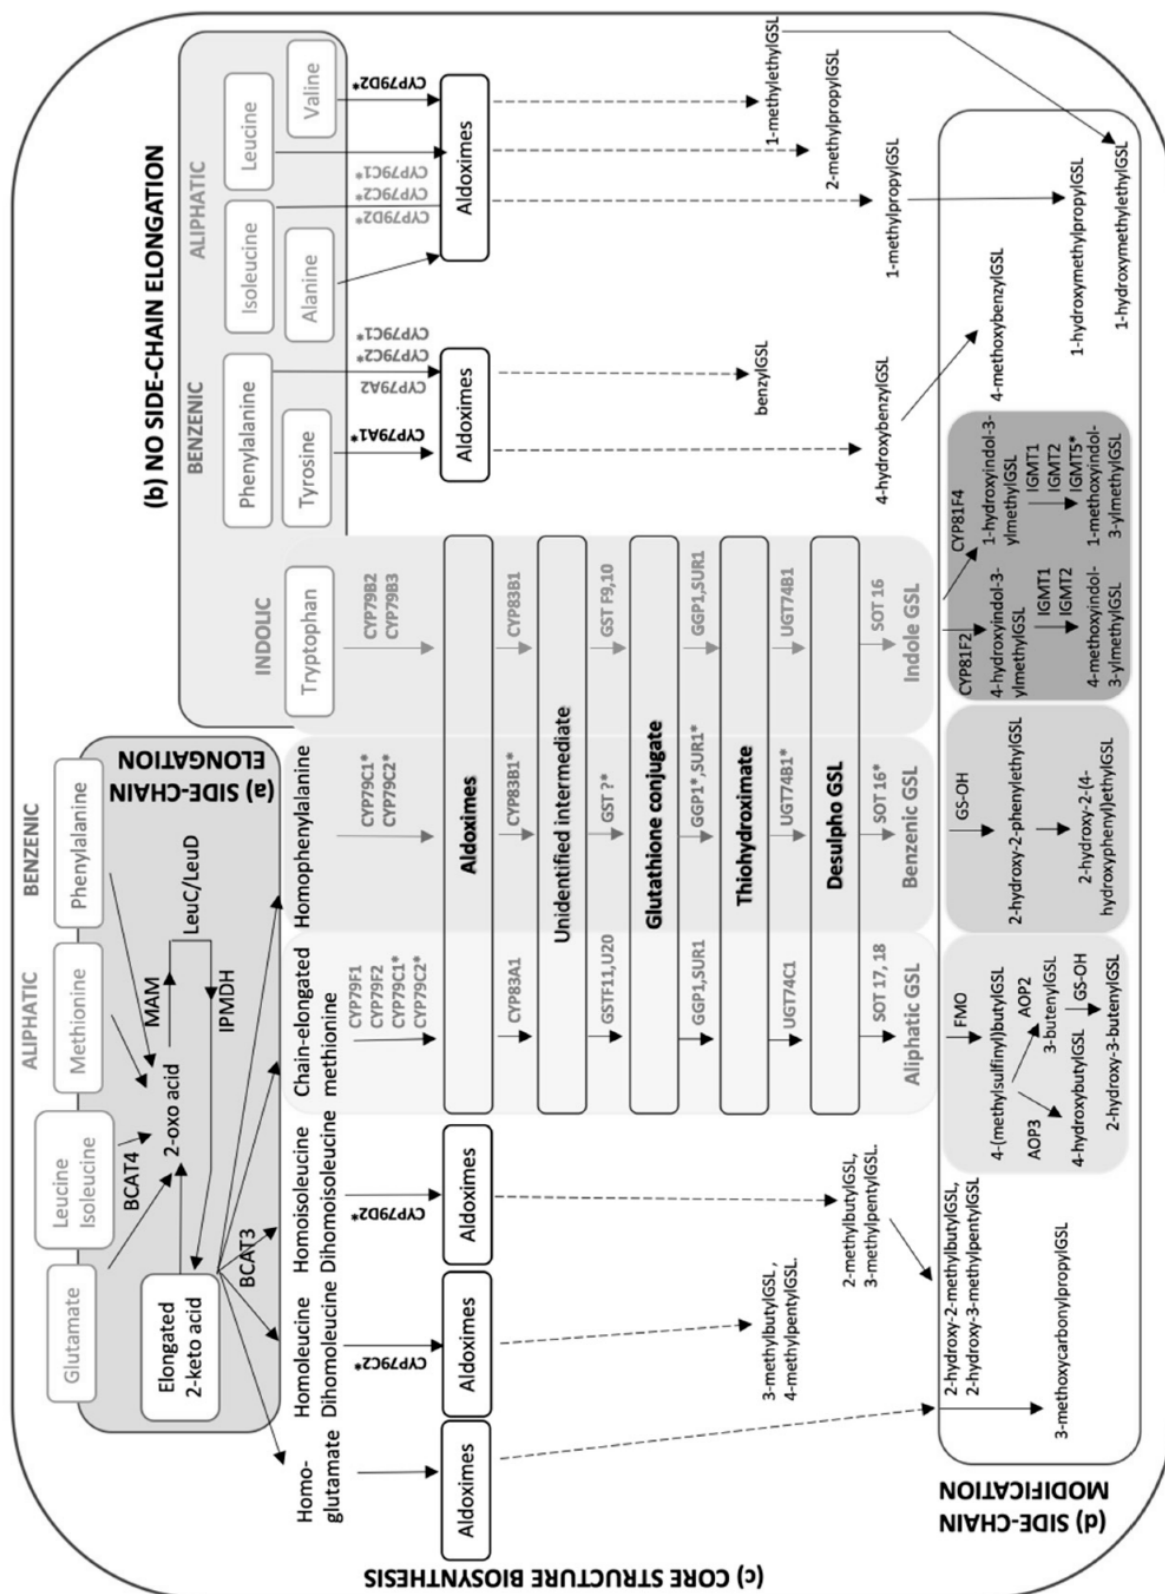 ALIPHATIC
BENZENIC
Glutamate
Leucine
Isoleucine
Methionine
Phenylanine
BCAT4
2-oxo acid
MAM
LeuC/LeuD
IPMDH
Elongated
2-keto acid
BCAT3
(a) SIDE-CHAIN
ELONGATION
(b) NO SIDE-CHAIN ELONGATION
INDOLIC
BENZENIC
ALIPHATIC
Tryptophan
Phenylalanine
Tyrosine
Isoleucine
Leucine
Alanine
Valine
(c) CORE STRUCTURE BIOSYNTHESIS
Homo-
glutamate
Homoleucine
Dihomoleucine
Homoisoleucine
Dihomoisoleucine
Chain-elongated
methionine
Homophenylalanine
CYP79C2*
CYP79D2*
CYP79F1
CYP79F2
CYP79C1*
CYP79C2*
CYP79C1*
CYP79C2*
CYP79B2
CYP79B3
CYP79A1*
CYP79A2
CYP79C2*
CYP79C1*
CYP79D2*
CYP79C2*
CYP79C1*
CYP79D2*
Aldoximes
Aldoximes
Aldoximes
Aldoximes
Aldoximes
Aldoximes
CYP83A1
CYP83B1*
CYP83B1
Unidentified intermediate
GSTF11,U20
GST ?*
GST F9,10
Glutathione conjugate
GGP1,SUR1
GGP1*,SUR1*
GGP1,SUR1
Thiohydroximate
UGT74C1
UGT74B1*
UGT74B1
Desulpho GSL
SOT 17, 18
SOT 16*
SOT 16
Aliphatic GSL
Benzenic GSL
Indole GSL
3-methylbutylGSL ,
4-methylpentylGSL.
2-methylbutylGSL,
3-methylpentylGSL.
benzylGSL
4-hydroxybenzylGSL
1-methylethylGSL
2-methylpropylGSL
1-methylpropylGSL
(d) SIDE-CHAIN
MODIFICATION
2-hydroxy-2-methylbutylGSL,
2-hydroxy-3-methylpentylGSL
3-methoxycarbonylpropylGSL
FMO
4-(methylsulfinyl)butylGSL
AOP3
AOP2
3-butenylGSL
4-hydroxybutylGSL
GS-OH
2-hydroxy-3-butenylGSL
GS-OH
2-hydroxy-2-phenylethylGSL
2-hydroxy-2-(4-
hydroxyphenyl)ethylGSL
CYP81F2
CYP81F4
4-hydroxyindol-3-
ylmethylGSL
1-hydroxyindol-3-
ylmethylGSL
IGMT1
IGMT2
IGMT1
IGMT2
IGMT5*
4-methoxyindol-
3-ylmethylGSL
1-methoxyindol-
3-ylmethylGSL
4-methoxybenzylGSL
1-hydroxymethylpropylGSL
1-hydroxymethylethylGSL